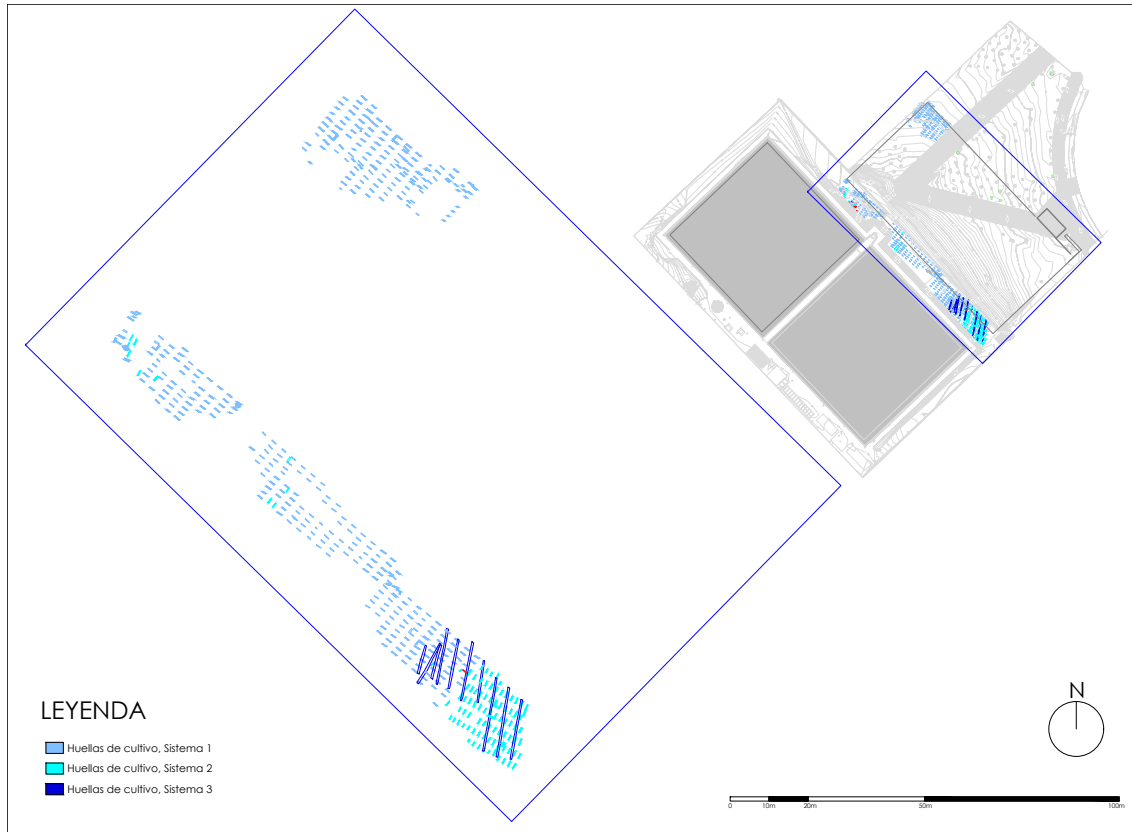 LEYENDA
Huellas de cultivo, Sistema 1
Huellas de cultivo, Sistema 2
Huellas de cultivo, Sistema 3
N
0 10m 20m 50m 100m